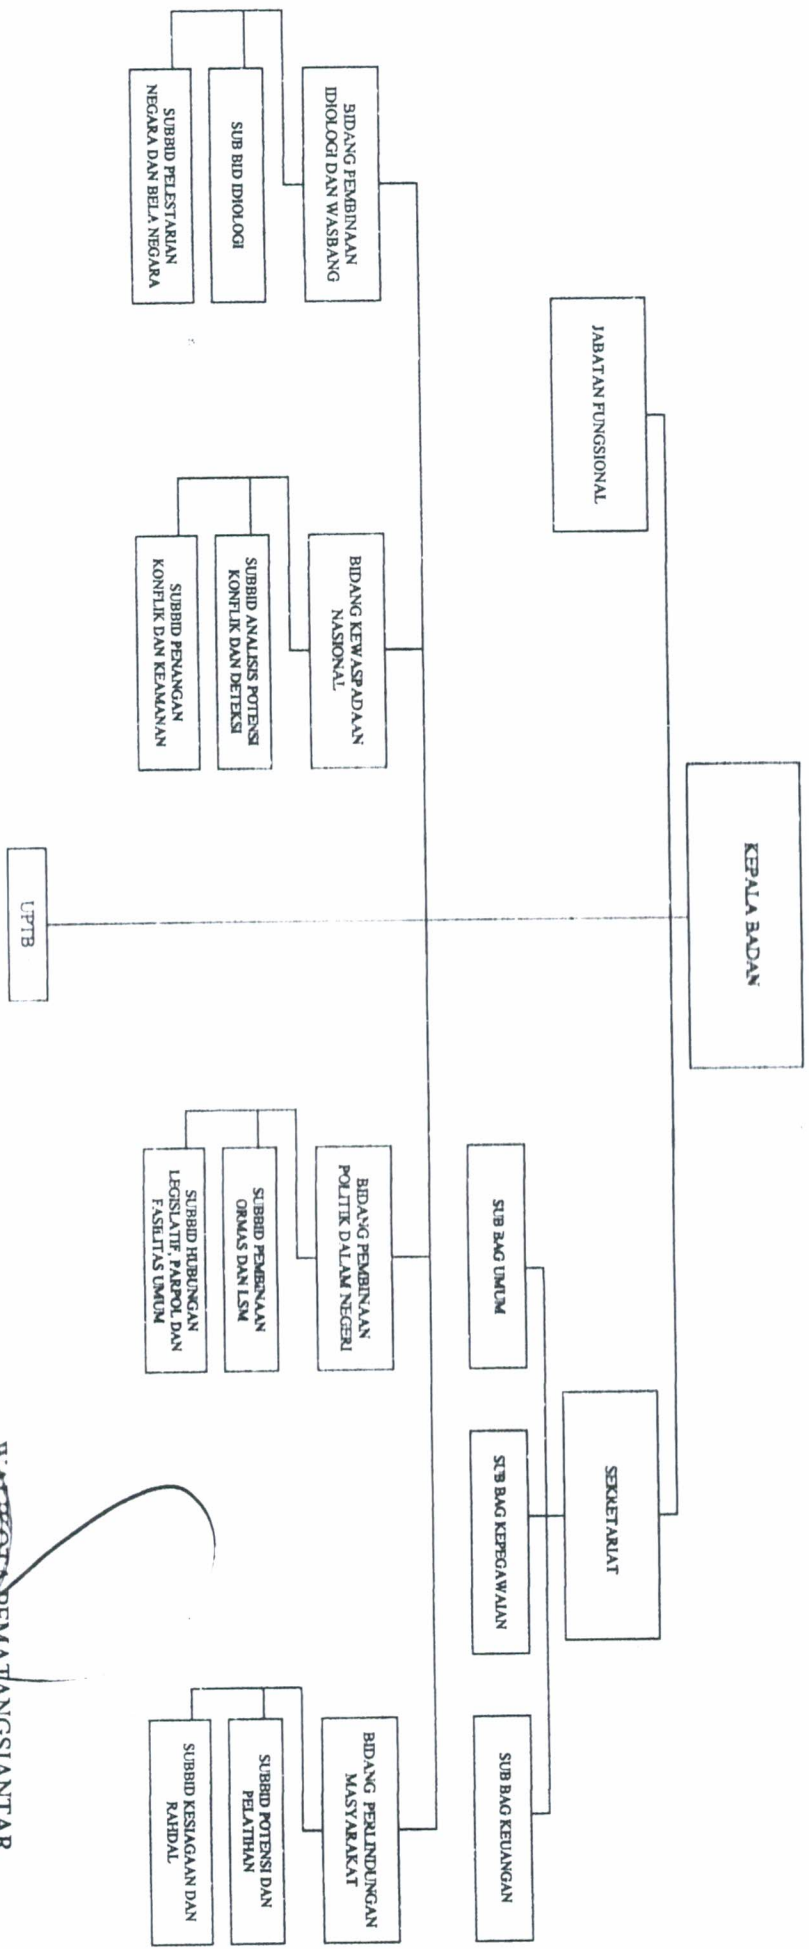 KEPALA BADAN
JABATAN FUNGSIONAL
SEKRETARIAT
SUB BAG UMUM
SUB BAG KEPEGAWAIAN
SUB BAG KEUANGAN
BIDANG PEMBINAAN
IDIOLOGI DAN WASBANG
SUB BID IDIOLOGI
SUBBID PELESTARIAN
NEGARA DAN BELA NEGARA
BIDANG KEWASPADAAN
NASIONAL
SUBBID ANALISIS POTENSI
KONFLIK DAN DETEKSI
SUBBID PENANGAN
KONFLIK DAN KEAMANAN
BIDANG PEMBINAAN
POLITIK DALAM NEGERI
SUBBID PEMBINAAN
ORMAS DAN LSM
SUBBID HUBUNGAN
LEGISLATIF, PARPOL DAN
FASILITAS UMUM
BIDANG PERLINDUNGAN
MASYARAKAT
SUBBID POTENSI DAN
PELATIHAN
SUBBID KESIAGAAN DAN
RAHDAL
UPTB
PEMATANGSIANTAR